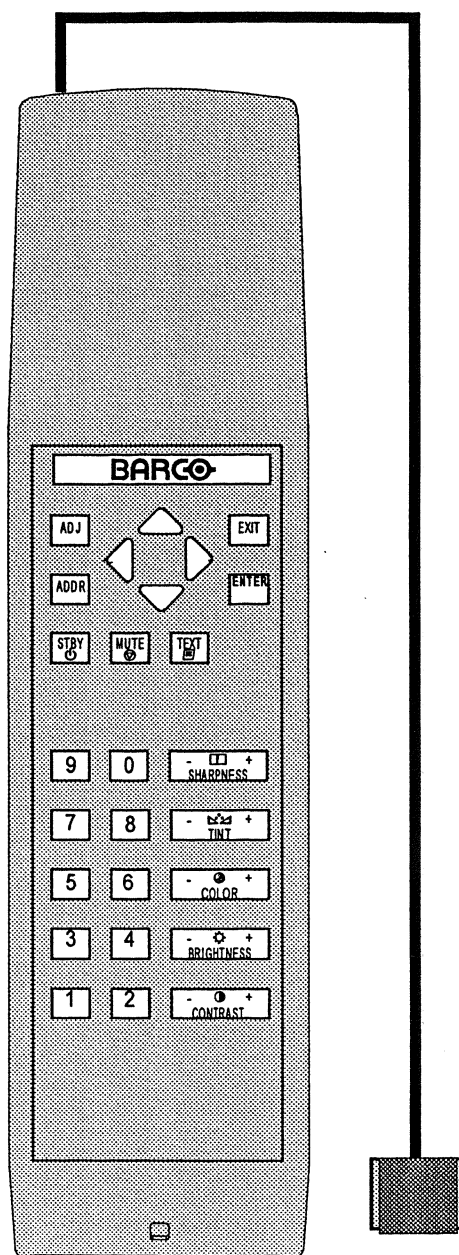 BARCO
ADJ EXIT
ADDR ENTER
STBY MUTE TEXT
9 0 - +
SHARPNESS
7 8 - +
TINT
5 6 - +
COLOR
3 4 - +
BRIGHTNESS
1 2 - +
CONTRAST